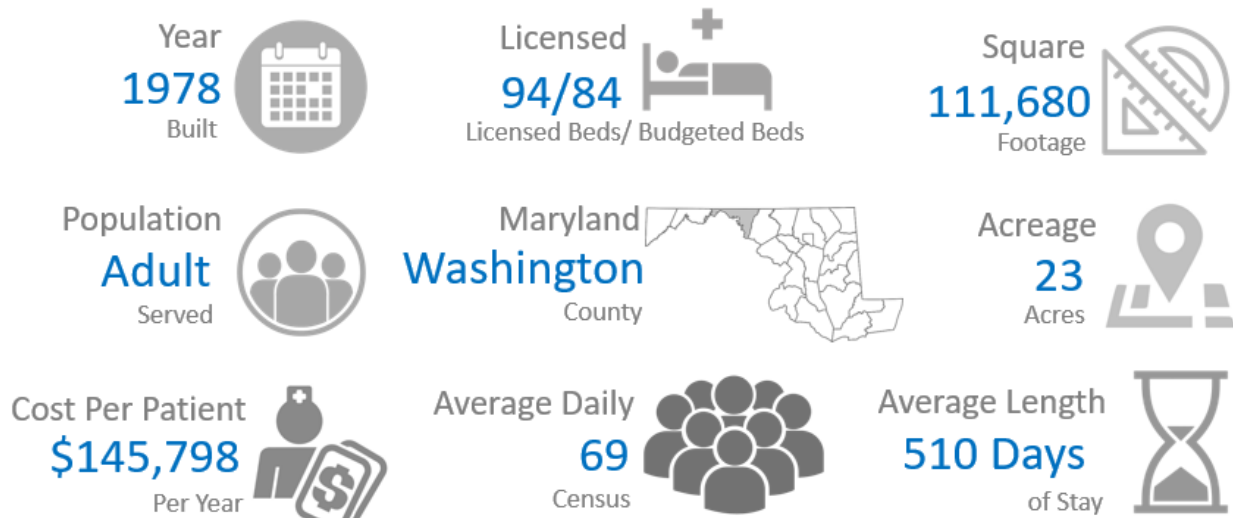 Year
1978
Built
Licensed
94/84
Licensed Beds/ Budgeted Beds
Square
111,680
Footage
Population
Adult
Served
Maryland
Washington
County
Acreage
23
Acres
Cost Per Patient
$145,798
Per Year
$
Average Daily
69
Census
Average Length
510 Days
of Stay